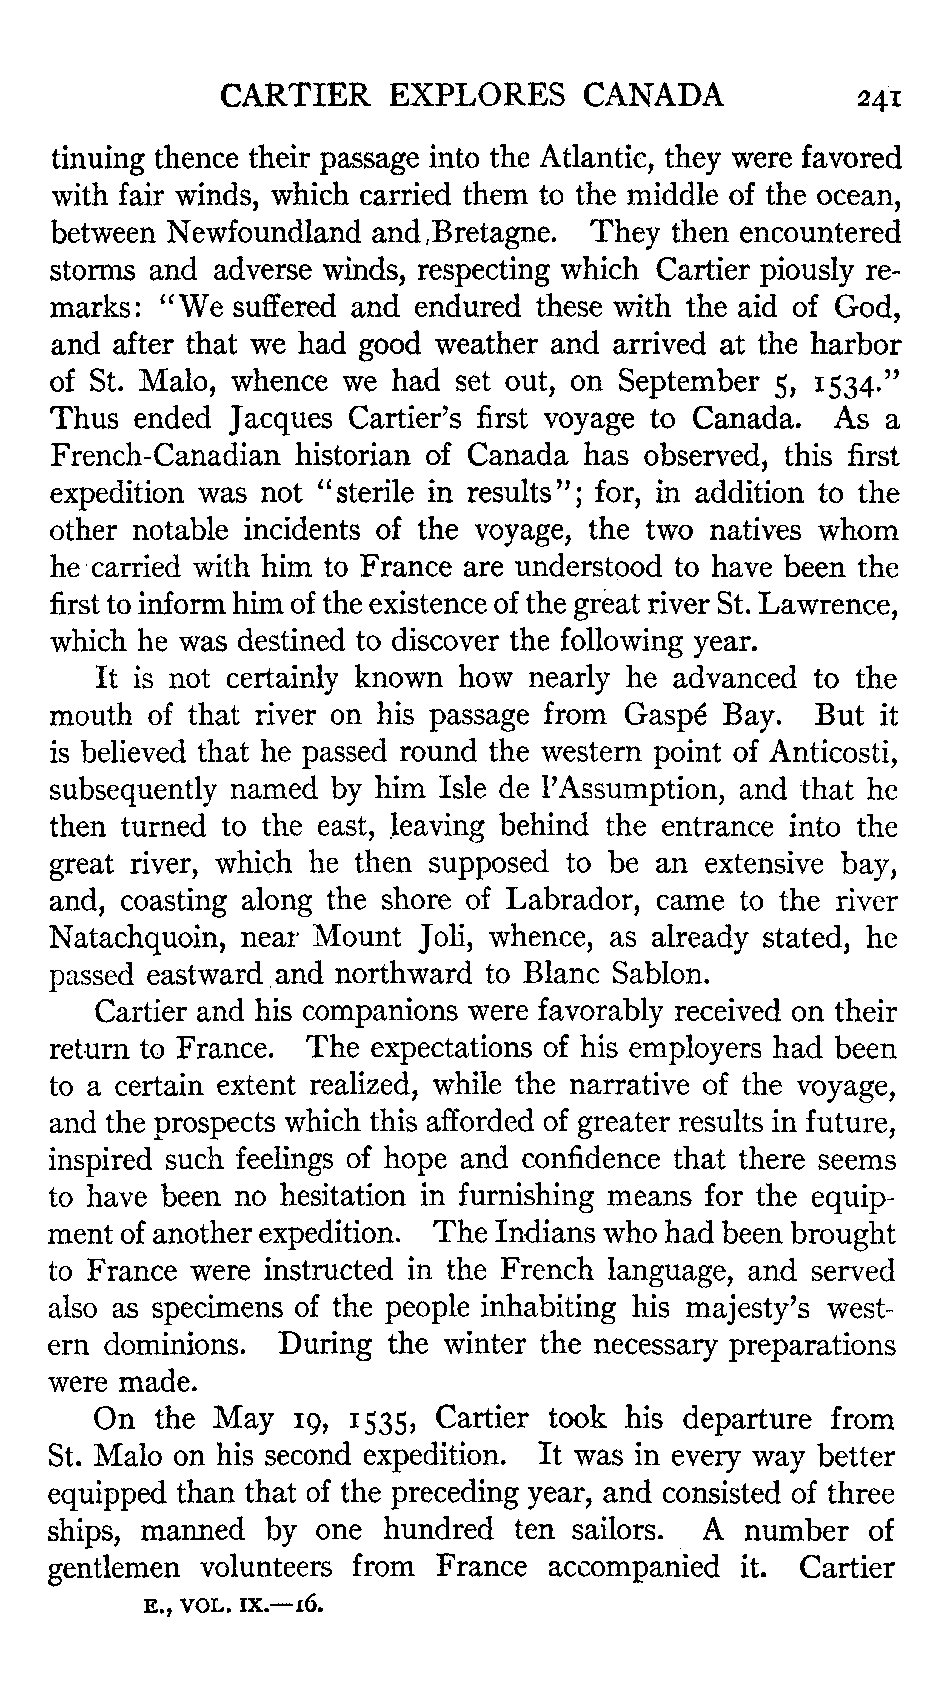 CARTIER EXPLORES CANADA 241
tinuing thence their passage into the Atlantic, they were favored
with fair winds, which carried them to the middle of the ocean,
between Newfoundland and Bretagne. They then encountered
storms and adverse winds, respecting which Cartier piously re-
marks: "We suffered and endured these with the aid of God,
and after that we had good weather and arrived at the harbor
of St. Malo, whence we had set out, on September 5, 1534."
Thus ended Jacques Cartier's first voyage to Canada. As a
French-Canadian historian of Canada has observed, this first
expedition was not "sterile in results"; for, in addition to the
other notable incidents of the voyage, the two natives whom
he carried with him to France are understood to have been the
first to inform him of the existence of the great river St. Lawrence,
which he was destined to discover the following year.
It is not certainly known how nearly he advanced to the
mouth of that river on his passage from Gaspé Bay. But it
is believed that he passed round the western point of Anticosti,
subsequently named by him Isle de l'Assumption, and that he
then turned to the east, leaving behind the entrance into the
great river, which he then supposed to be an extensive bay,
and, coasting along the shore of Labrador, came to the river
Natachquoin, near Mount Joli, whence, as already stated, he
passed eastward and northward to Blanc Sablon.
Cartier and his companions were favorably received on their
return to France. The expectations of his employers had been
to a certain extent realized, while the narrative of the voyage,
and the prospects which this afforded of greater results in future,
inspired such feelings of hope and confidence that there seems
to have been no hesitation in furnishing means for the equip-
ment of another expedition. The Indians who had been brought
to France were instructed in the French language, and served
also as specimens of the people inhabiting his majesty's west-
ern dominions. During the winter the necessary preparations
were made.
On the May 19, 1535, Cartier took his departure from
St. Malo on his second expedition. It was in every way better
equipped than that of the preceding year, and consisted of three
ships, manned by one hundred ten sailors. A number of
gentlemen volunteers from France accompanied it. Cartier
E., VOL. IX.—16.